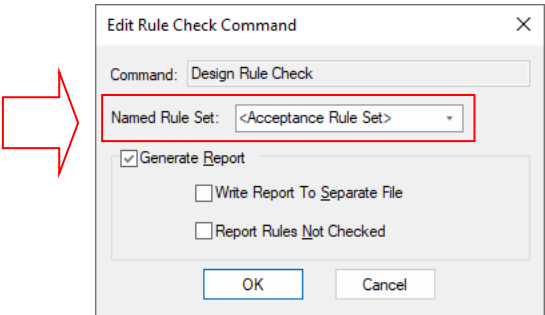 Edit Rule Check Command
Command: Design Rule Check
Named Rule Set: <Acceptance Rule Set>
Generate Report
Write Report To Separate File
Report Rules Not Checked
OK Cancel